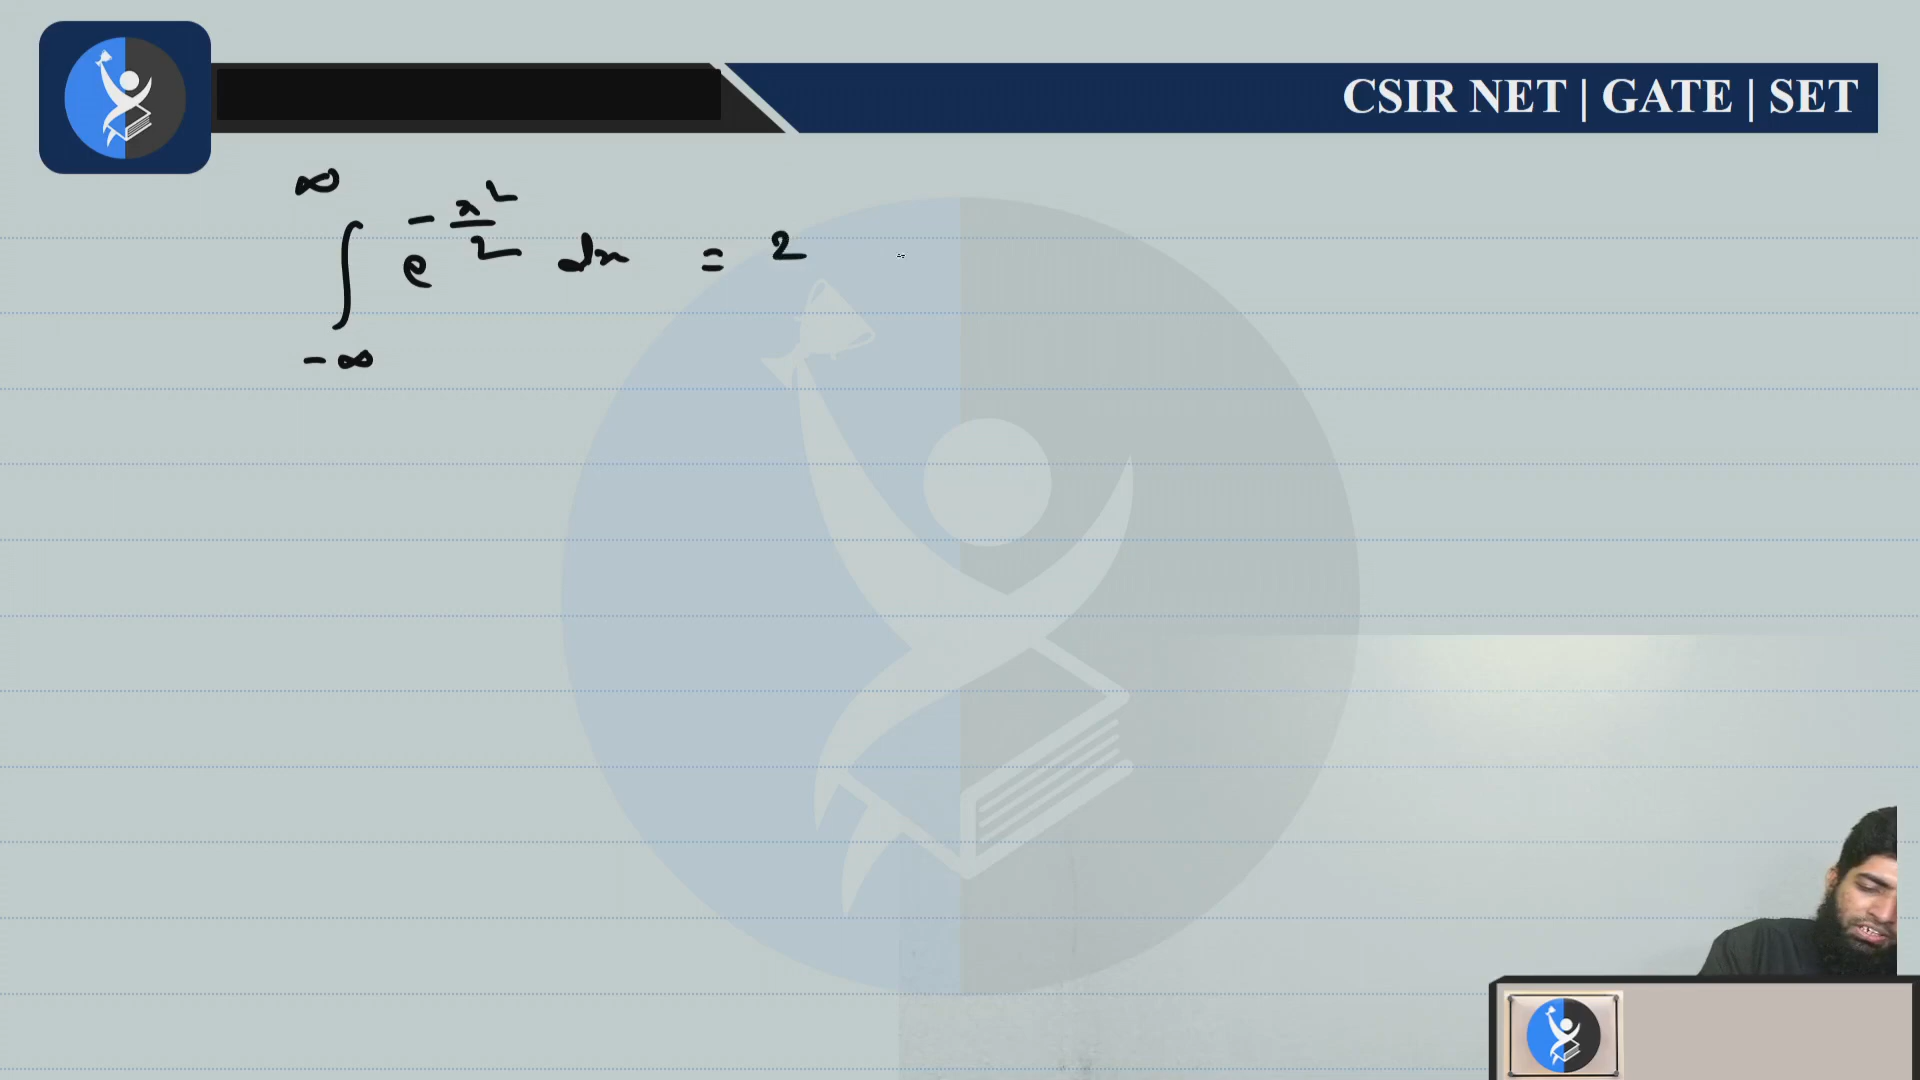 CSIR NET | GATE | SET
∫_{-∞}^{∞} e^{-x²/2} dx = 2